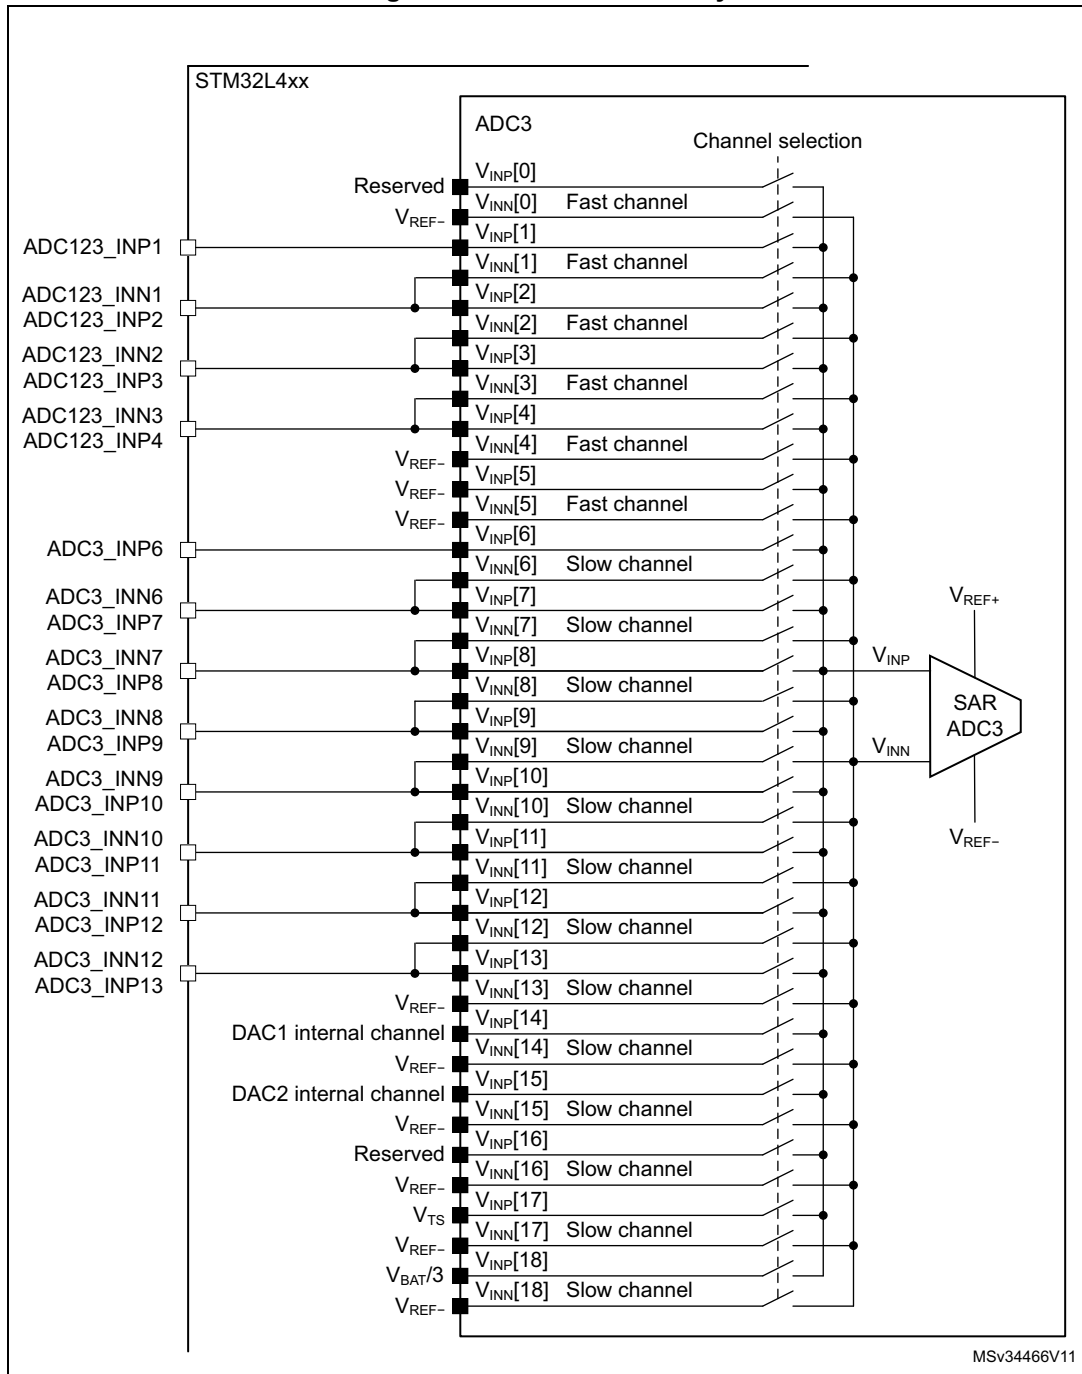 STM32L4xx
ADC3
Channel selection
VINP[0]
Reserved
VINN[0] Fast channel
VREF−
VINP[1]
ADC123_INP1
VINN[1] Fast channel
ADC123_INN1
VINP[2]
ADC123_INP2
VINN[2] Fast channel
ADC123_INN2
VINP[3]
ADC123_INP3
VINN[3] Fast channel
ADC123_INN3
VINP[4]
ADC123_INP4
VINN[4] Fast channel
VREF−
VINP[5]
VREF−
VINN[5] Fast channel
VREF−
VINP[6]
ADC3_INP6
VINN[6] Slow channel
ADC3_INN6
VINP[7]
VREF+
ADC3_INP7
VINN[7] Slow channel
ADC3_INN7
VINP[8]
VINP
ADC3_INP8
VINN[8] Slow channel
SAR
ADC3
ADC3_INN8
VINP[9]
ADC3_INP9
VINN[9] Slow channel
VINN
ADC3_INN9
VINP[10]
ADC3_INP10
VINN[10] Slow channel
ADC3_INN10
VINP[11]
VREF−
ADC3_INP11
VINN[11] Slow channel
ADC3_INN11
VINP[12]
ADC3_INP12
VINN[12] Slow channel
ADC3_INN12
VINP[13]
ADC3_INP13
VINN[13] Slow channel
VREF−
VINP[14]
DAC1 internal channel
VINN[14] Slow channel
VREF−
VINP[15]
DAC2 internal channel
VINN[15] Slow channel
VREF−
VINP[16]
Reserved
VINN[16] Slow channel
VREF−
VINP[17]
VTS
VINN[17] Slow channel
VREF−
VINP[18]
VBAT/3
VINN[18] Slow channel
VREF−
MSv34466V11